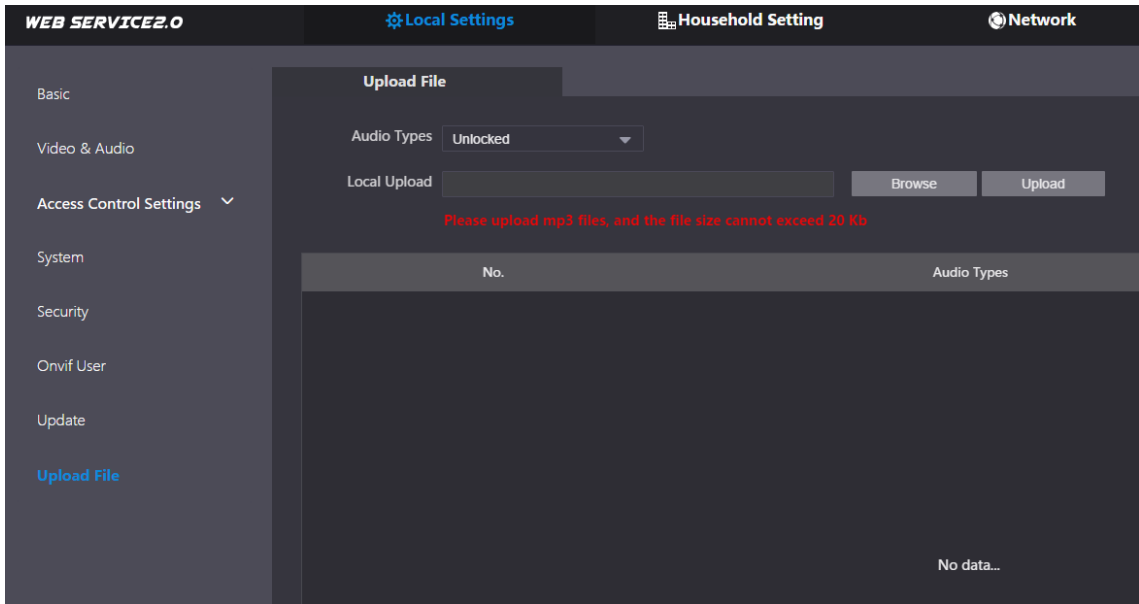 WEB SERVICE2.0
Local Settings
Household Setting
Network
Basic
Video & Audio
Access Control Settings
System
Security
Onvif User
Update
Upload File
Upload File
Audio Types Unlocked
Local Upload Browse Upload
Please upload mp3 files, and the file size cannot exceed 20 Kb
No. Audio Types
No data...